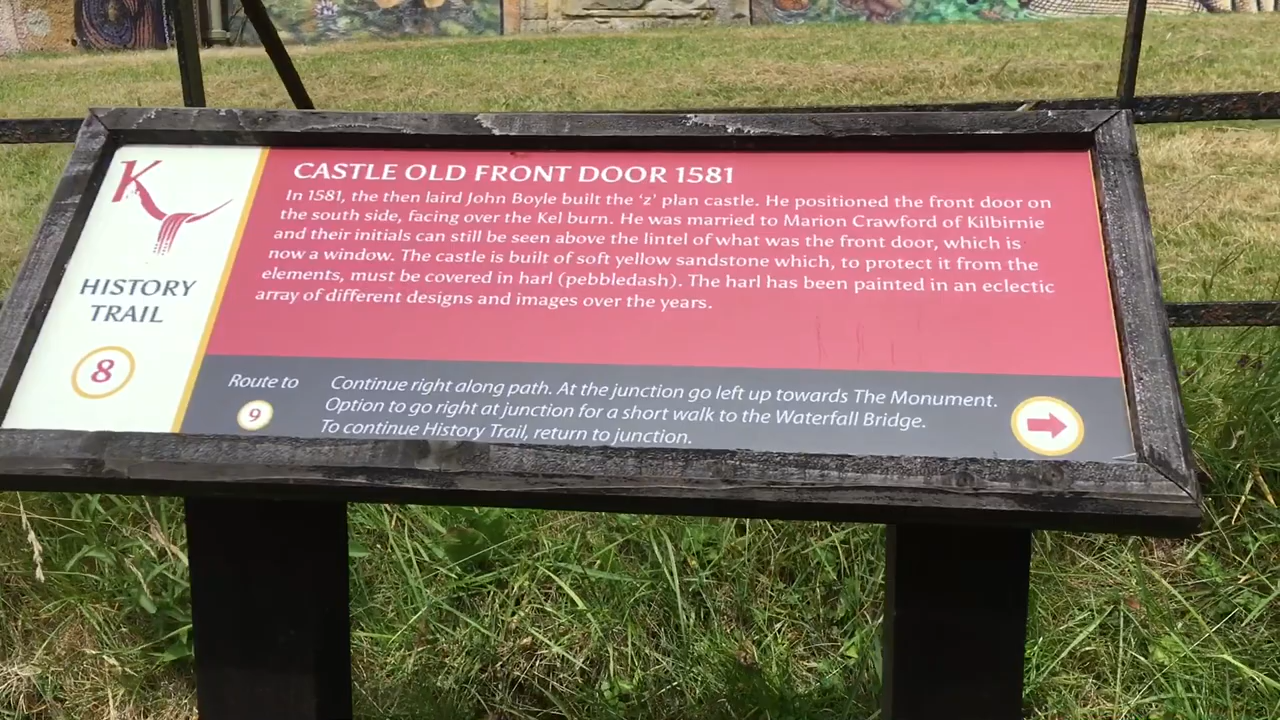 K
HISTORY
TRAIL
8
CASTLE OLD FRONT DOOR 1581
In 1581, the then laird John Boyle built the ‘z’ plan castle. He positioned the front door on
the south side, facing over the Kel burn. He was married to Marion Crawford of Kilbirnie
and their initials can still be seen above the lintel of what was the front door, which is
now a window. The castle is built of soft yellow sandstone which, to protect it from the
elements, must be covered in harl (pebbledash). The harl has been painted in an eclectic
array of different designs and images over the years.
Route to
9
Continue right along path. At the junction go left up towards The Monument.
Option to go right at junction for a short walk to the Waterfall Bridge.
To continue History Trail, return to junction.